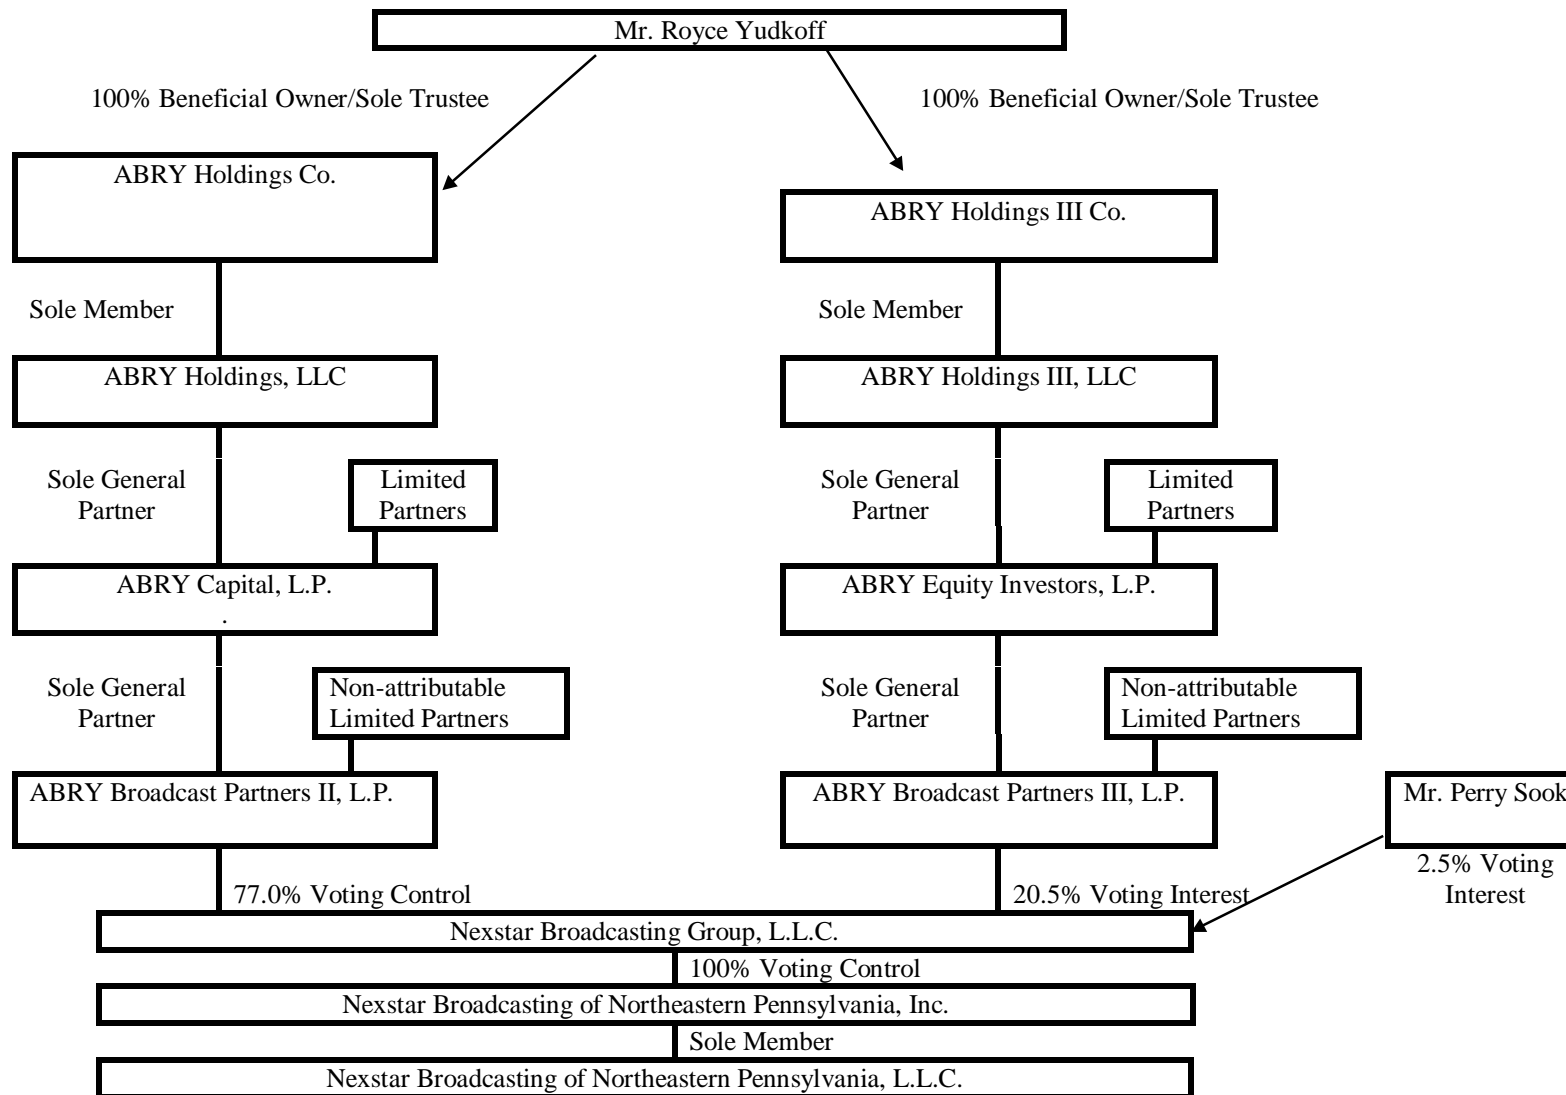 Mr. Royce Yudkoff
100% Beneficial Owner/Sole Trustee
100% Beneficial Owner/Sole Trustee
ABRY Holdings Co.
ABRY Holdings III Co.
Sole Member
Sole Member
ABRY Holdings, LLC
ABRY Holdings III, LLC
Sole General
Partner
Limited
Partners
Sole General
Partner
Limited
Partners
ABRY Capital, L.P.
.
ABRY Equity Investors, L.P.
Sole General
Partner
Non-attributable
Limited Partners
Sole General
Partner
Non-attributable
Limited Partners
ABRY Broadcast Partners II, L.P.
ABRY Broadcast Partners III, L.P.
Mr. Perry Sook
2.5% Voting
Interest
77.0% Voting Control
20.5% Voting Interest
Nexstar Broadcasting Group, L.L.C.
100% Voting Control
Nexstar Broadcasting of Northeastern Pennsylvania, Inc.
Sole Member
Nexstar Broadcasting of Northeastern Pennsylvania, L.L.C.